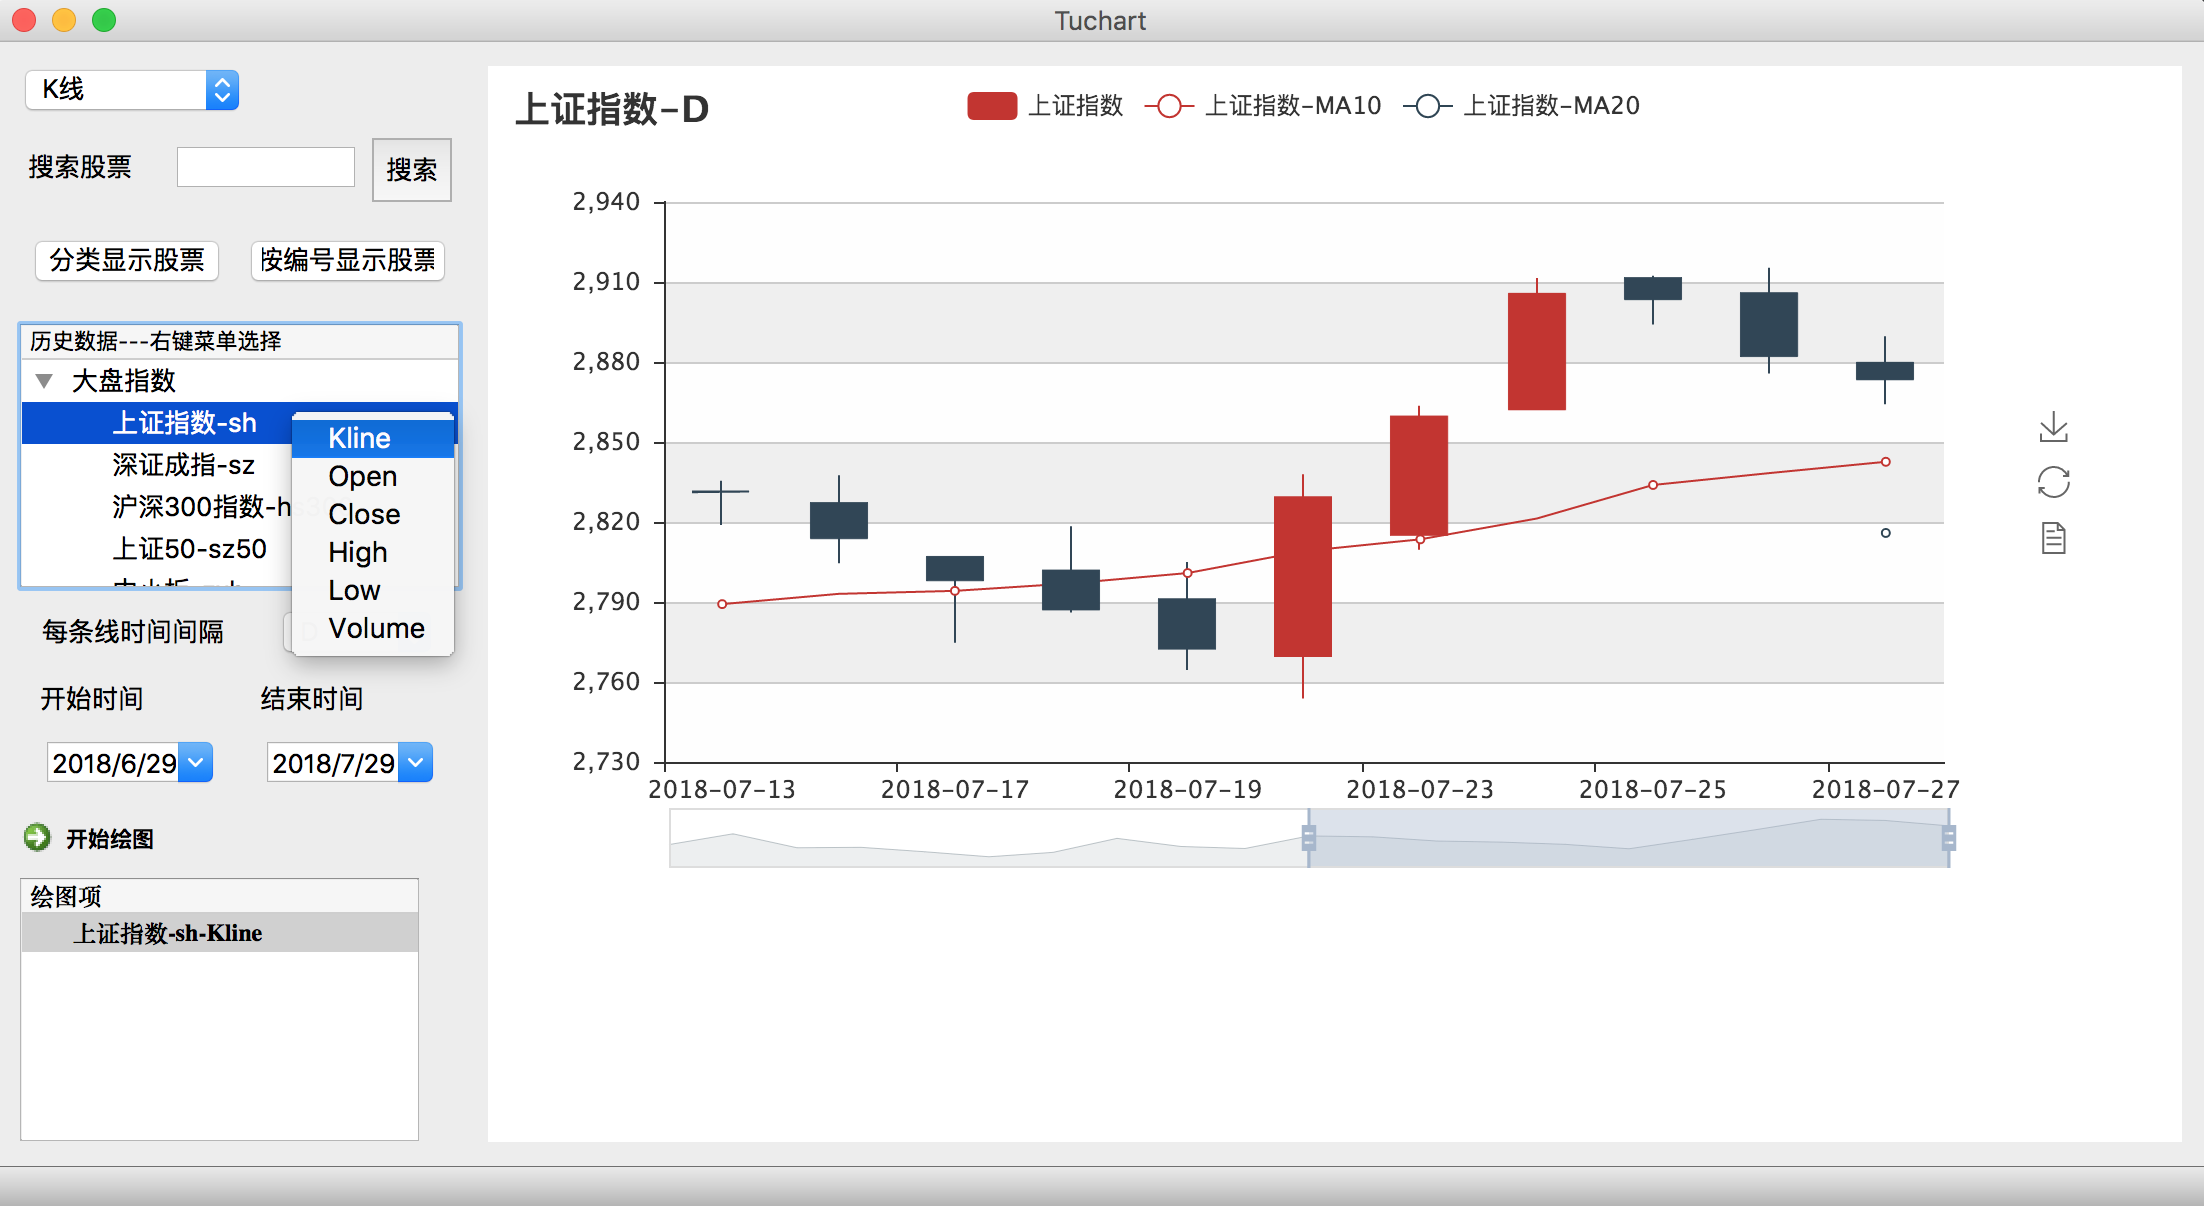 Tuchart
K线
搜索股票
搜索
分类显示股票
按编号显示股票
历史数据---右键菜单选择
大盘指数
上证指数-sh
深证成指-sz
沪深300指数-hs30
上证50-sz50
Kline
Open
Close
High
Low
Volume
每条线时间间隔
D
开始时间
结束时间
2018/6/29
2018/7/29
开始绘图
绘图项
上证指数-sh-Kline
上证指数-D
上证指数
上证指数-MA10
上证指数-MA20
2,940
2,910
2,880
2,850
2,820
2,790
2,760
2,730
2018-07-13
2018-07-17
2018-07-19
2018-07-23
2018-07-25
2018-07-27